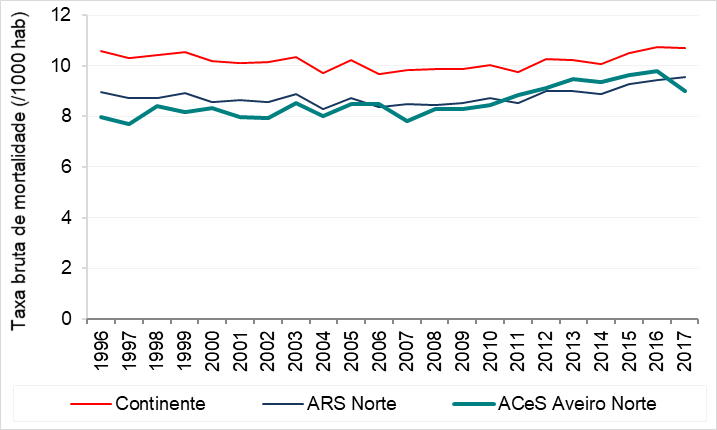 Taxa bruta de mortalidade (/1000 hab)
12
10
8
6
4
2
0
1996 1997 1998 1999 2000 2001 2002 2003 2004 2005 2006 2007 2008 2009 2010 2011 2012 2013 2014 2015 2016 2017
Continente ARS Norte ACeS Aveiro Norte